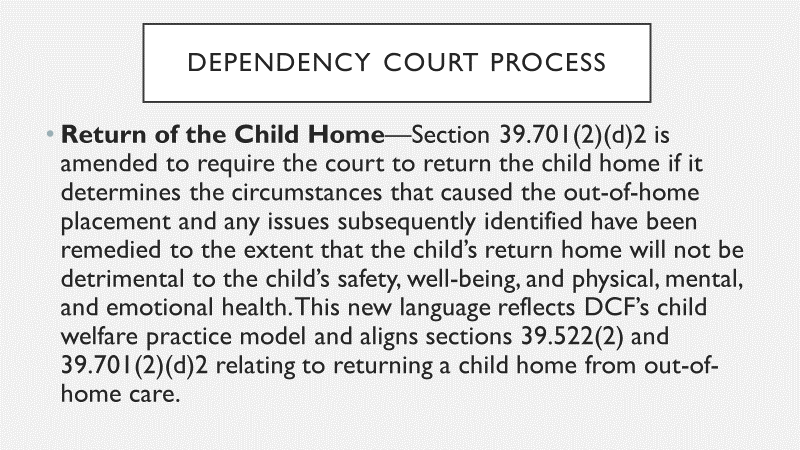 DEPENDENCY COURT PROCESS
• Return of the Child Home—Section 39.701(2)(d)2 is
amended to require the court to return the child home if it
determines the circumstances that caused the out-of-home
placement and any issues subsequently identified have been
remedied to the extent that the child’s return home will not be
detrimental to the child’s safety, well-being, and physical, mental,
and emotional health. This new language reflects DCF’s child
welfare practice model and aligns sections 39.522(2) and
39.701(2)(d)2 relating to returning a child home from out-of-
home care.